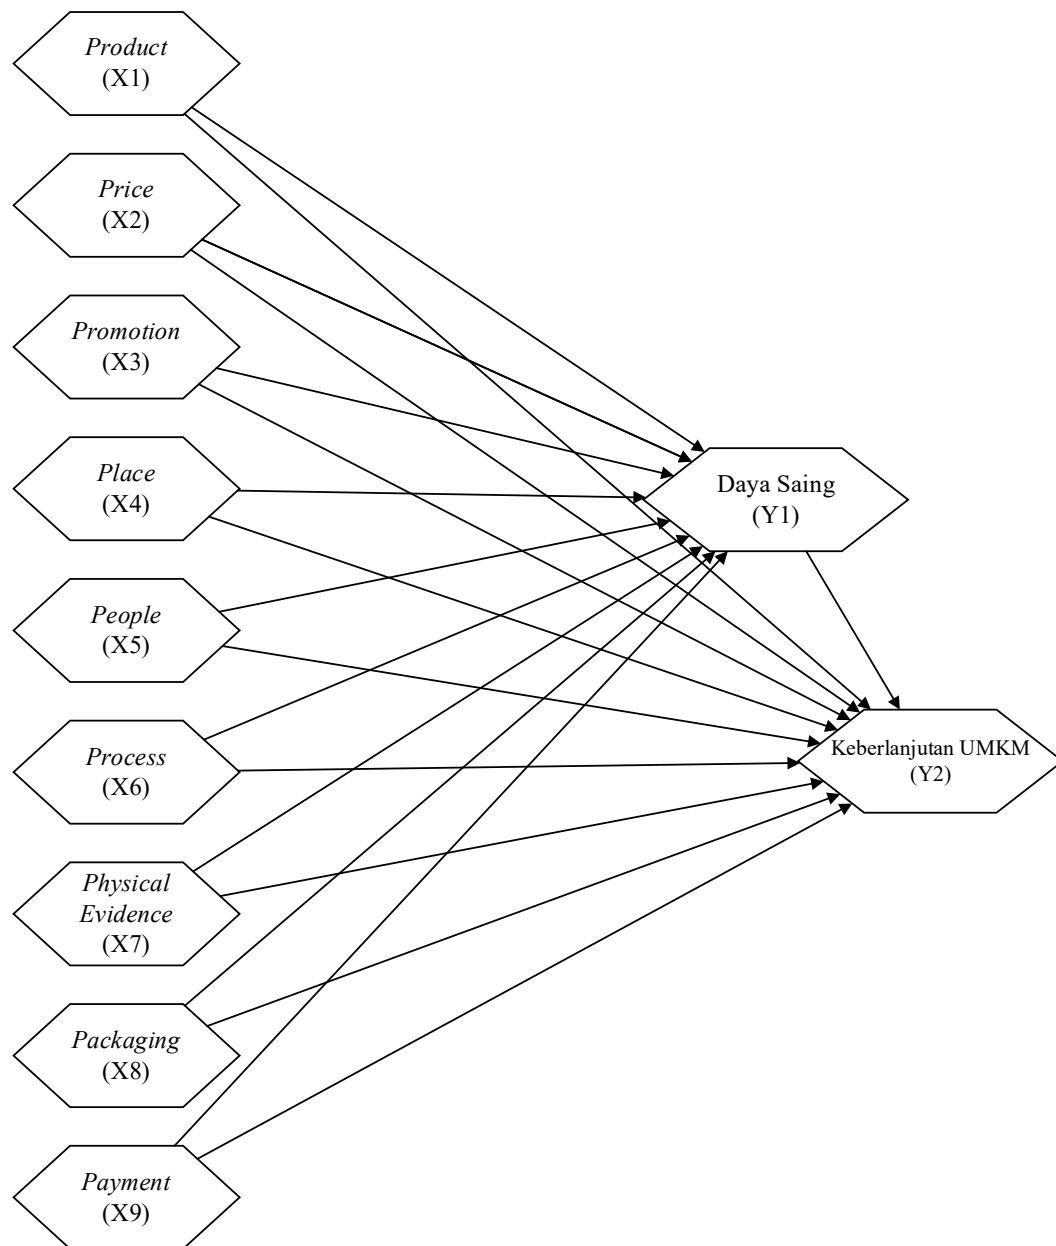 Product
(X1)
Price
(X2)
Promotion
(X3)
Place
(X4)
Daya Saing
(Y1)
People
(X5)
Process
(X6)
Keberlanjutan UMKM
(Y2)
Physical
Evidence
(X7)
Packaging
(X8)
Payment
(X9)